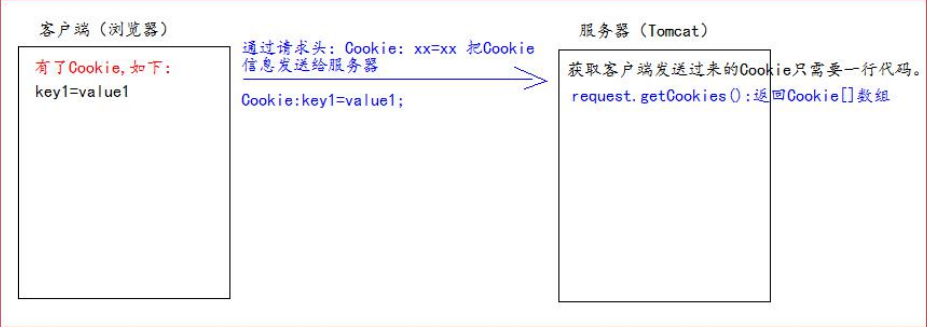 客户端（浏览器）
有了Cookie,如下:
key1=value1
通过请求头: Cookie: xx=xx 把Cookie
信息发送给服务器
Cookie:key1=value1;
服务器（Tomcat）
获取客户端发送过来的Cookie只需要一行代码。
request.getCookies():返回Cookie[]数组